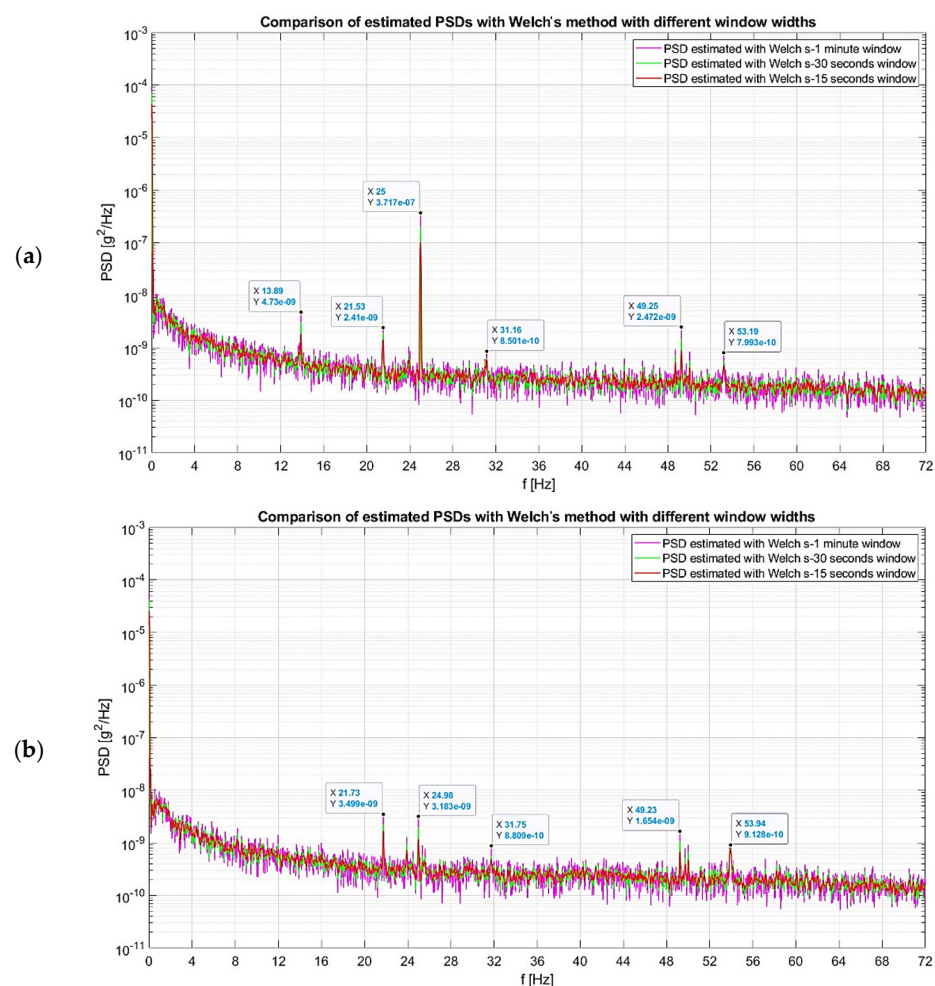 (a)
Comparison of estimated PSDs with Welch's method with different window widths
PSD estimated with Welch s-1 minute window
PSD estimated with Welch s-30 seconds window
PSD estimated with Welch s-15 seconds window
PSD [g²/Hz]
10⁻³
10⁻⁴
10⁻⁵
10⁻⁶
10⁻⁷
10⁻⁸
10⁻⁹
10⁻¹⁰
10⁻¹¹
X 13.89
Y 4.73e-09
X 21.53
Y 2.41e-09
X 25
Y 3.717e-07
X 31.16
Y 8.501e-10
X 49.25
Y 2.472e-09
X 53.19
Y 7.993e-10
0 4 8 12 16 20 24 28 32 36 40 44 48 52 56 60 64 68 72
f [Hz]
(b)
Comparison of estimated PSDs with Welch's method with different window widths
PSD estimated with Welch s-1 minute window
PSD estimated with Welch s-30 seconds window
PSD estimated with Welch s-15 seconds window
PSD [g²/Hz]
10⁻³
10⁻⁴
10⁻⁵
10⁻⁶
10⁻⁷
10⁻⁸
10⁻⁹
10⁻¹⁰
10⁻¹¹
X 21.73
Y 3.499e-09
X 24.98
Y 3.183e-09
X 31.75
Y 8.809e-10
X 49.23
Y 1.654e-09
X 53.94
Y 9.128e-10
0 4 8 12 16 20 24 28 32 36 40 44 48 52 56 60 64 68 72
f [Hz]